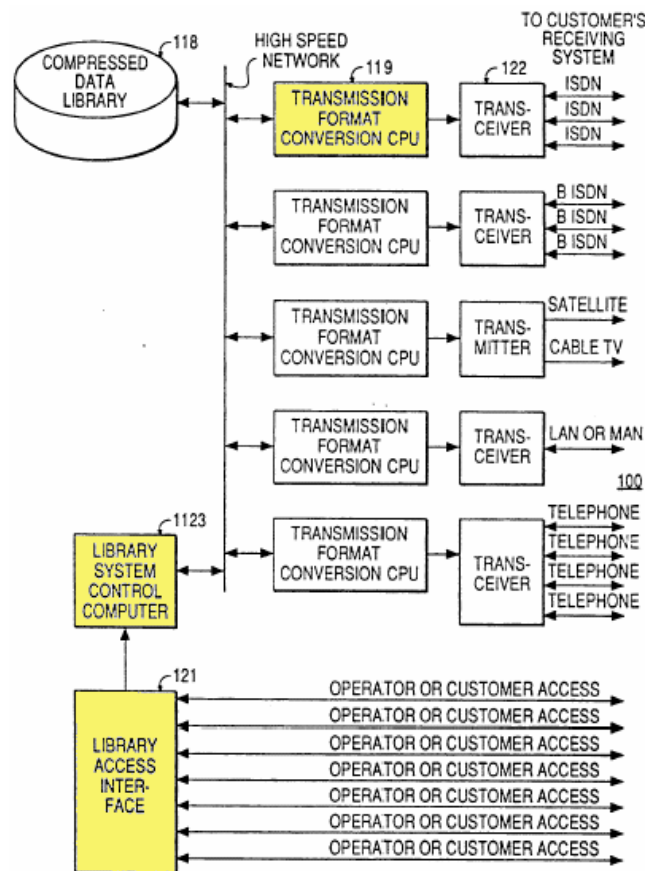 118
COMPRESSED
DATA
LIBRARY
HIGH SPEED
NETWORK
119
TRANSMISSION
FORMAT
CONVERSION CPU
122
TRANS-
CEIVER
TO CUSTOMER'S
RECEIVING
SYSTEM
ISDN
ISDN
ISDN
TRANSMISSION
FORMAT
CONVERSION CPU
TRANS-
CEIVER
B ISDN
B ISDN
B ISDN
TRANSMISSION
FORMAT
CONVERSION CPU
TRANS-
MITTER
SATELLITE
CABLE TV
TRANSMISSION
FORMAT
CONVERSION CPU
TRANS-
CEIVER
LAN OR MAN
100
1123
LIBRARY
SYSTEM
CONTROL
COMPUTER
TRANSMISSION
FORMAT
CONVERSION CPU
TRANS-
CEIVER
TELEPHONE
TELEPHONE
TELEPHONE
TELEPHONE
121
LIBRARY
ACCESS
INTER-
FACE
OPERATOR OR CUSTOMER ACCESS
OPERATOR OR CUSTOMER ACCESS
OPERATOR OR CUSTOMER ACCESS
OPERATOR OR CUSTOMER ACCESS
OPERATOR OR CUSTOMER ACCESS
OPERATOR OR CUSTOMER ACCESS
OPERATOR OR CUSTOMER ACCESS